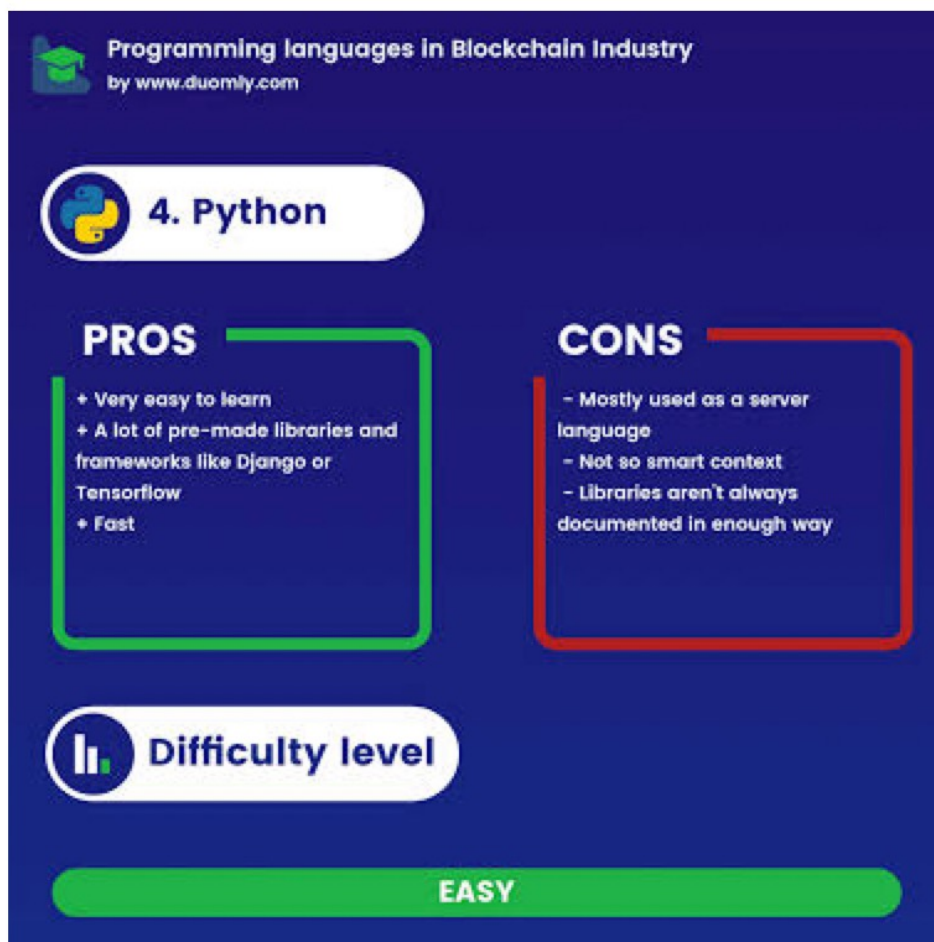 Programming languages in Blockchain Industry
by www.duomly.com
4. Python
PROS
+ Very easy to learn
+ A lot of pre-made libraries and
frameworks like Django or
Tensorflow
+ Fast
CONS
- Mostly used as a server
language
- Not so smart context
- Libraries aren't always
documented in enough way
Difficulty level
EASY